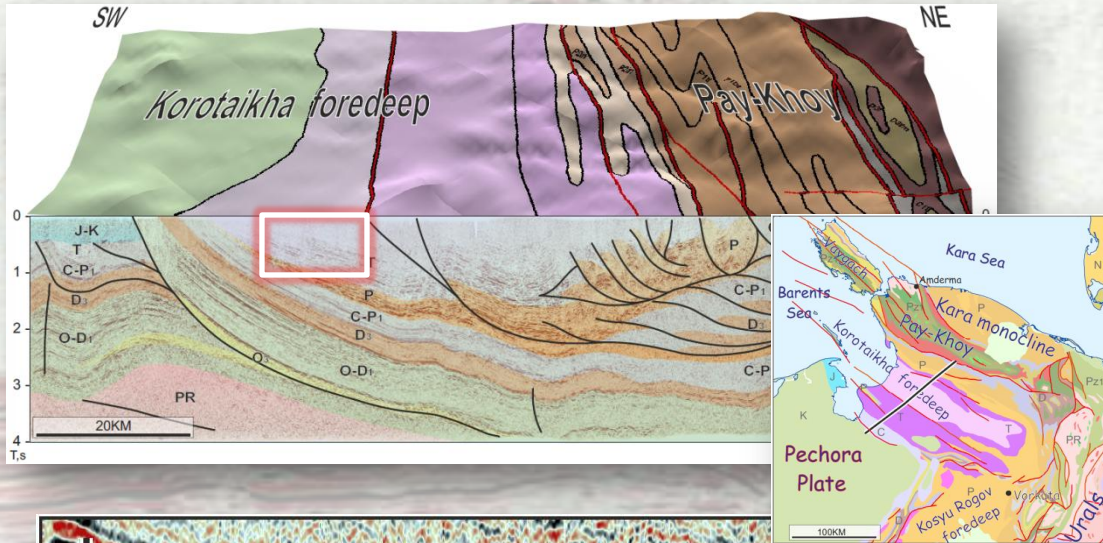 SW
NE
Korotaikha foredeep
Pay-Khoy
0
J-K
T
C-P1
1
P
P
C-P1
D3
C-P1
D3
2
D3
O-D1
O3
O-D1
C-P
3
PR
20KM
4
T,s
Kara Sea
Vaygach
Amderma
N
Barents
Sea
P
Pz1
Kara monocline
Pay-Khoy
Korotaikha
foredeep
P
J
K
T
C
T
D
Pz1
PR
Pechora
Plate
P
Vorkuta
Kosyu Rogov
foredeep
D
P
Urals
100KM